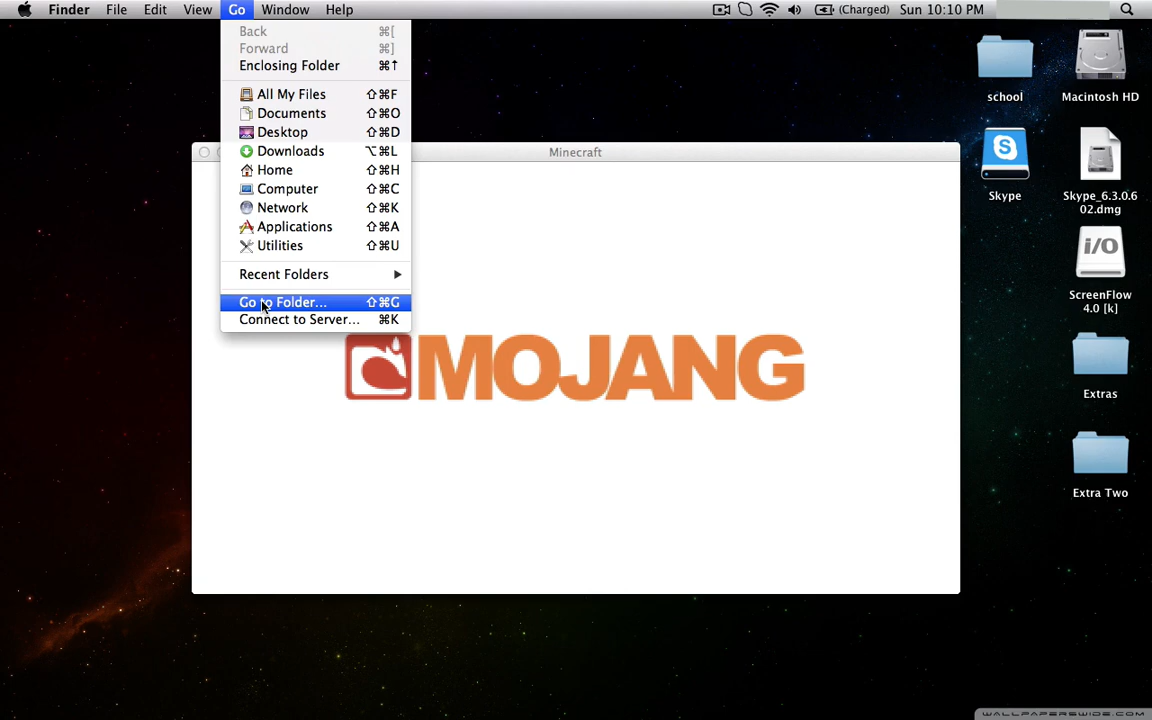 Finder File Edit View Go Window Help (Charged) Sun 10:10 PM
Back ⌘[
Forward ⌘]
Enclosing Folder ⌘↑
All My Files ⇧⌘F
Documents ⇧⌘O
Desktop ⇧⌘D
Downloads ⌥⌘L
Home ⇧⌘H
Computer ⇧⌘C
Network ⇧⌘K
Applications ⇧⌘A
Utilities ⇧⌘U
Recent Folders
Go to Folder... ⇧⌘G
Connect to Server... ⌘K
Minecraft
MOJANG
school
Macintosh HD
Skype
Skype_6.3.0.6
02.dmg
i/O
ScreenFlow
4.0 [k]
Extras
Extra Two
WALLPAPERSWIDE.COM